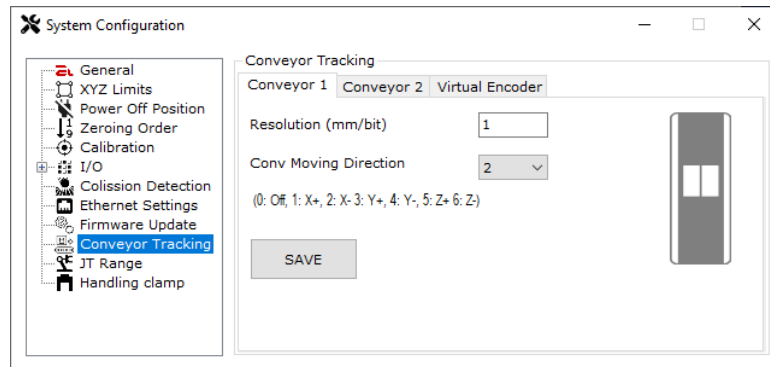 System Configuration
General
XYZ Limits
Power Off Position
Zeroing Order
Calibration
I/O
Colission Detection
Ethernet Settings
Firmware Update
Conveyor Tracking
JT Range
Handling clamp
Conveyor Tracking
Conveyor 1 Conveyor 2 Virtual Encoder
Resolution (mm/bit) 1
Conv Moving Direction 2
(0: Off, 1: X+, 2: X- 3: Y+, 4: Y-, 5: Z+ 6: Z-)
SAVE